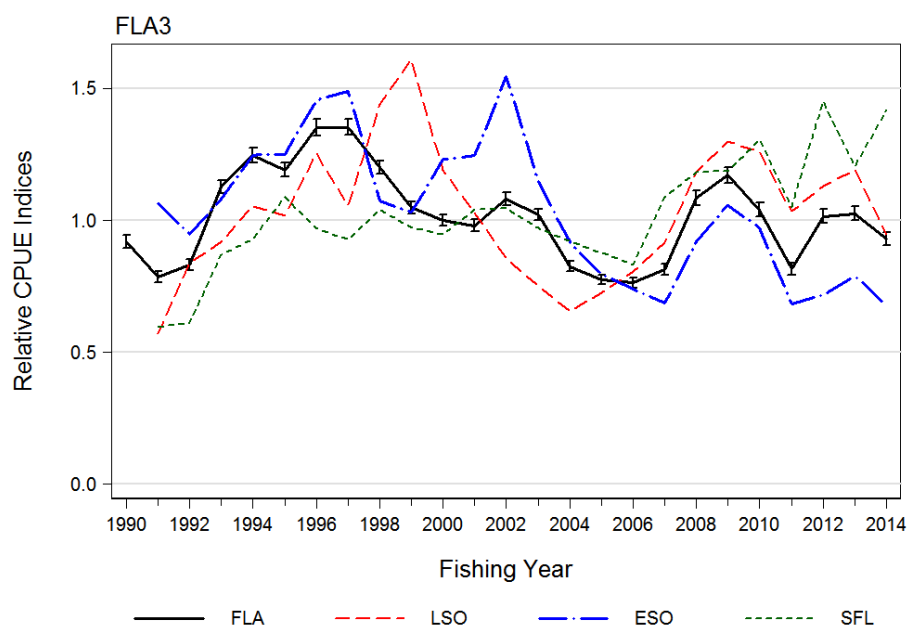 FLA3
Relative CPUE Indices
1.5
1.0
0.5
0.0
1990 1992 1994 1996 1998 2000 2002 2004 2006 2008 2010 2012 2014
Fishing Year
FLA LSO ESO SFL